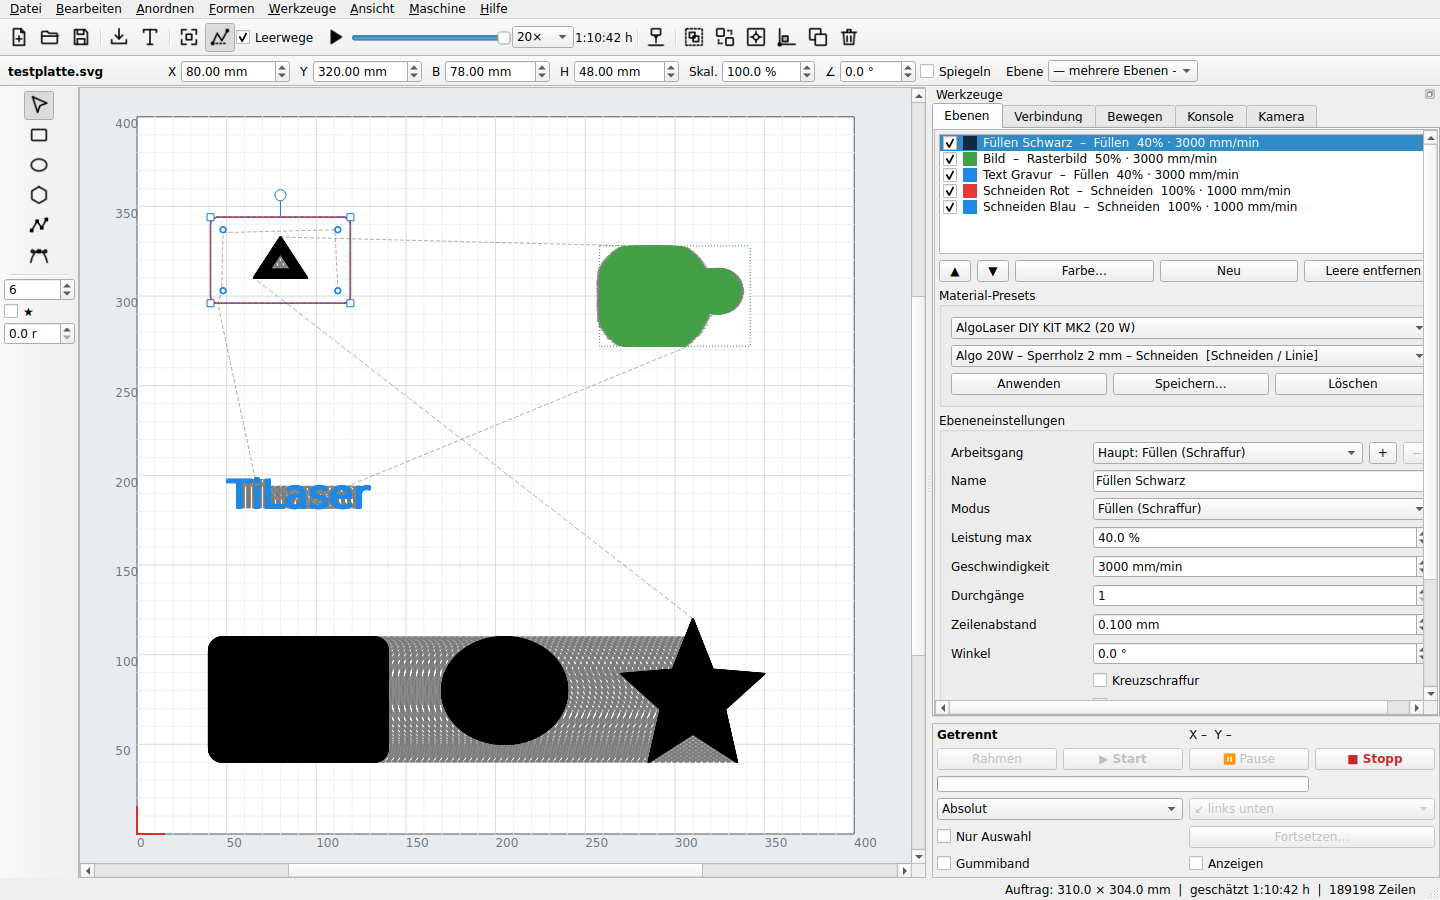 Datei Bearbeiten Anordnen Formen Werkzeuge Ansicht Maschine Hilfe
Leerwege 20× 1:10:42 h
testplatte.svg X 80.00 mm Y 320.00 mm B 78.00 mm H 48.00 mm Skal. 100.0 % ∠ 0.0 ° Spiegeln Ebene — mehrere Ebenen -
Werkzeuge
Ebenen Verbindung Bewegen Konsole Kamera
Füllen Schwarz – Füllen 40% · 3000 mm/min
Bild – Rasterbild 50% · 3000 mm/min
Text Gravur – Füllen 40% · 3000 mm/min
Schneiden Rot – Schneiden 100% · 1000 mm/min
Schneiden Blau – Schneiden 100% · 1000 mm/min
▲ ▼ Farbe... Neu Leere entfernen
Material-Presets
AlgoLaser DIY KIT MK2 (20 W)
Algo 20W – Sperrholz 2 mm – Schneiden [Schneiden / Linie]
Anwenden Speichern... Löschen
Ebeneneinstellungen
Arbeitsgang Haupt: Füllen (Schraffur) + −
Name Füllen Schwarz
Modus Füllen (Schraffur)
Leistung max 40.0 %
Geschwindigkeit 3000 mm/min
Durchgänge 1
Zeilenabstand 0.100 mm
Winkel 0.0 °
Kreuzschraffur
6
★
0.0 r
400
350
300
250
200
150
100
50
0 50 100 150 200 250 300 350 400
TiLaser
Getrennt X – Y –
Rahmen ▶ Start Pause ■ Stopp
Absolut ↙ links unten
Nur Auswahl Fortsetzen...
Gummiband Anzeigen
Auftrag: 310.0 × 304.0 mm | geschätzt 1:10:42 h | 189198 Zeilen